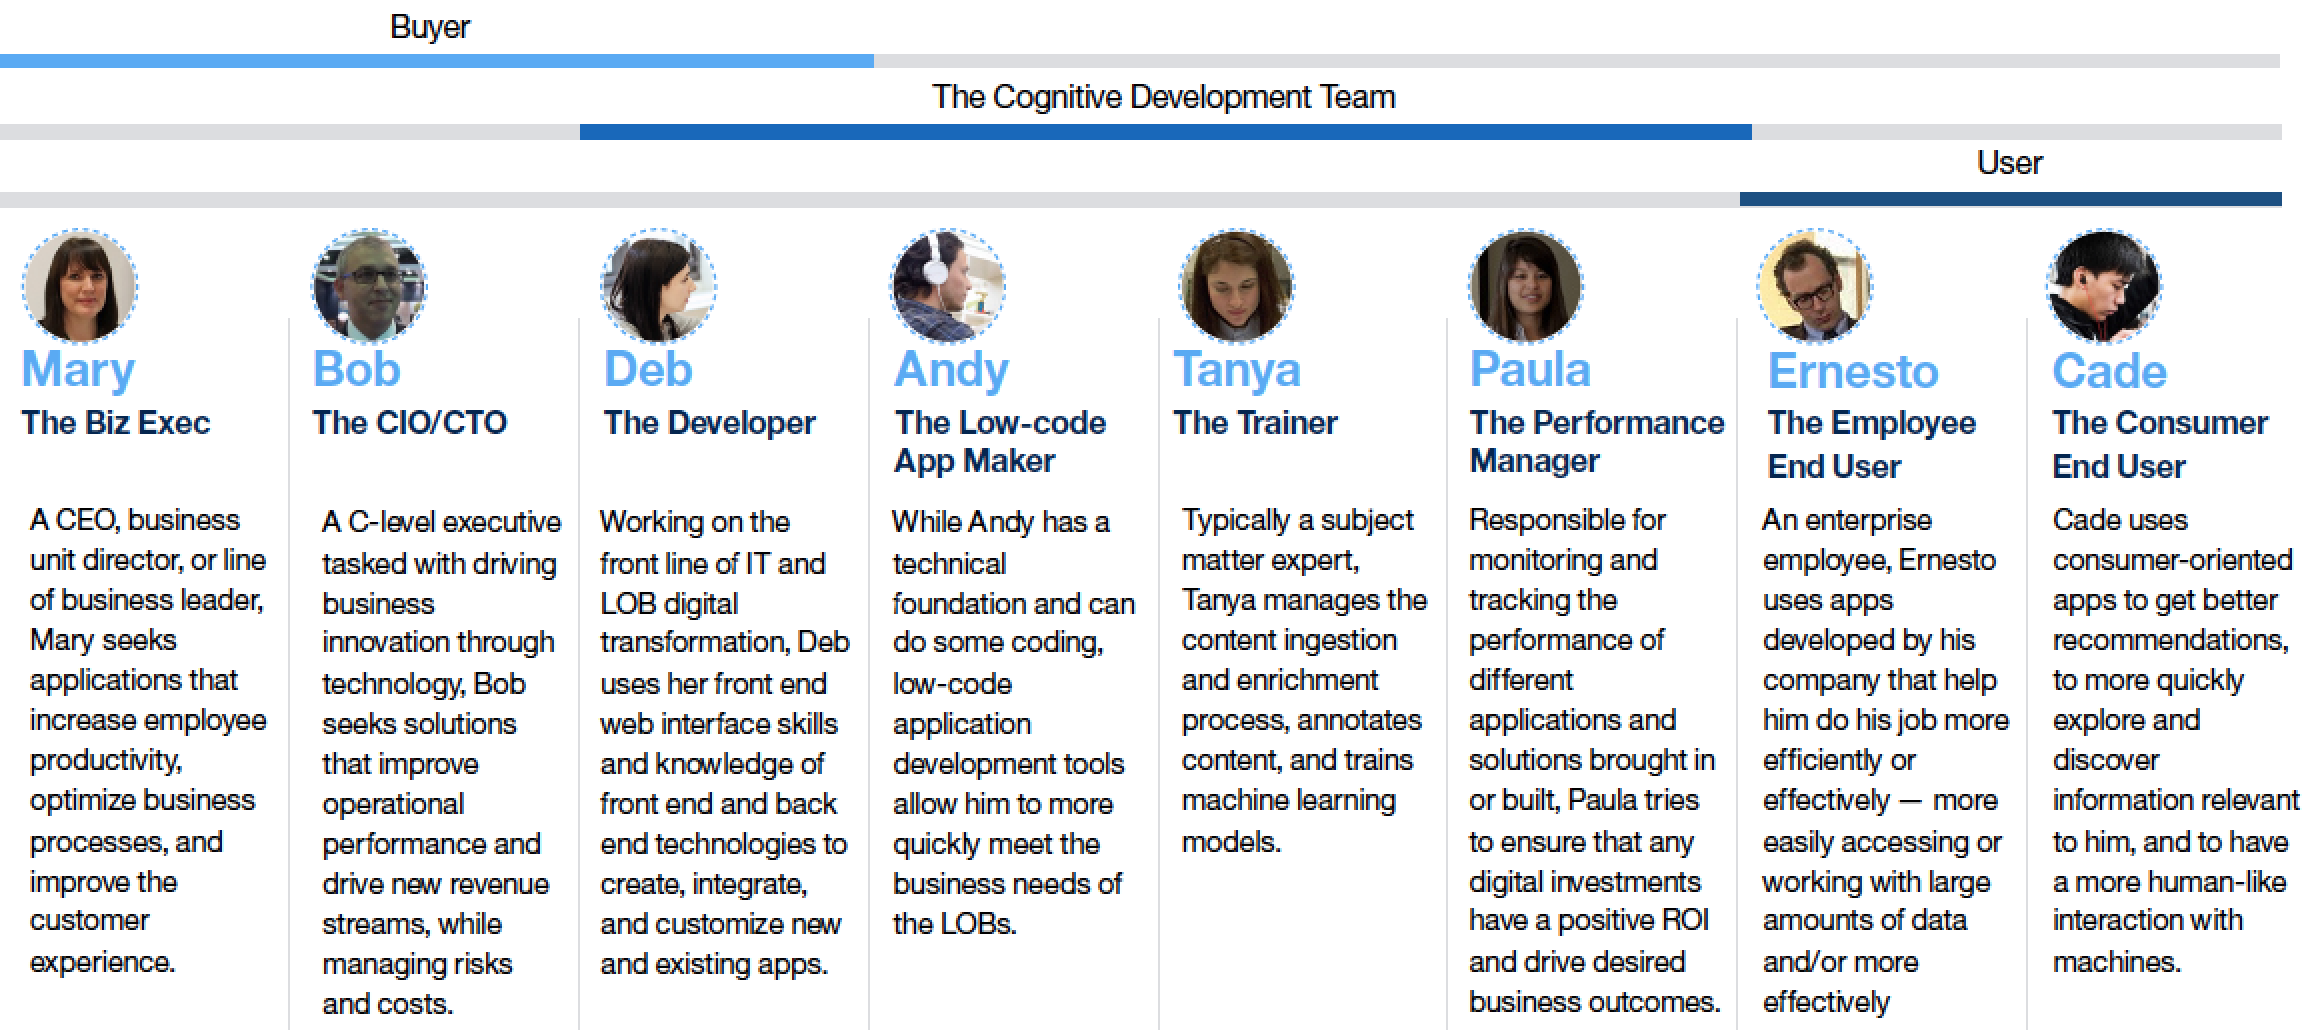 Buyer
The Cognitive Development Team
User
Mary
The Biz Exec
A CEO, business
unit director, or line
of business leader,
Mary seeks
applications that
increase employee
productivity,
optimize business
processes, and
improve the
customer
experience.
Bob
The CIO/CTO
A C-level executive
tasked with driving
business
innovation through
technology, Bob
seeks solutions
that improve
operational
performance and
drive new revenue
streams, while
managing risks
and costs.
Deb
The Developer
Working on the
front line of IT and
LOB digital
transformation, Deb
uses her front end
web interface skills
and knowledge of
front end and back
end technologies to
create, integrate,
and customize new
and existing apps.
Andy
The Low-code
App Maker
While Andy has a
technical
foundation and can
do some coding,
low-code
application
development tools
allow him to more
quickly meet the
business needs of
the LOBs.
Tanya
The Trainer
Typically a subject
matter expert,
Tanya manages the
content ingestion
and enrichment
process, annotates
content, and trains
machine learning
models.
Paula
The Performance
Manager
Responsible for
monitoring and
tracking the
performance of
different
applications and
solutions brought in
or built, Paula tries
to ensure that any
digital investments
have a positive ROI
and drive desired
business outcomes.
Ernesto
The Employee
End User
An enterprise
employee, Ernesto
uses apps
developed by his
company that help
him do his job more
efficiently or
effectively — more
easily accessing or
working with large
amounts of data
and/or more
effectively
Cade
The Consumer
End User
Cade uses
consumer-oriented
apps to get better
recommendations,
to more quickly
explore and
discover
information relevant
to him, and to have
a more human-like
interaction with
machines.